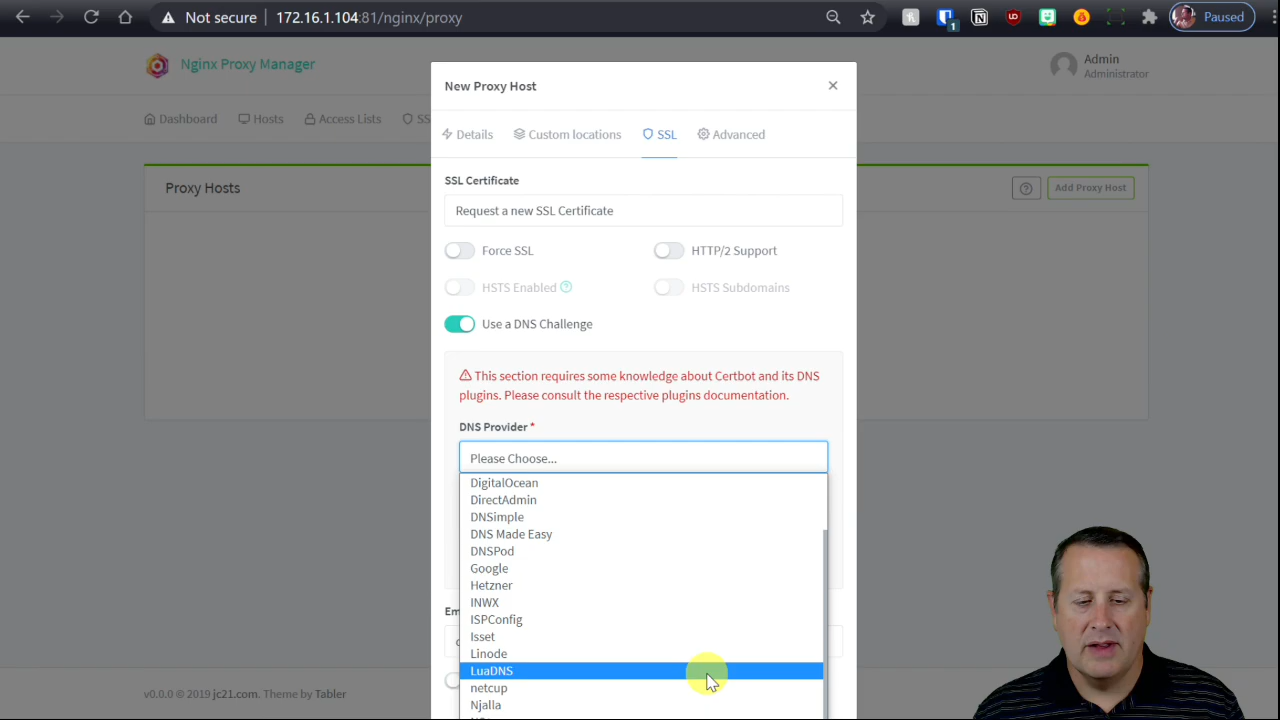 Not secure 172.16.1.104:81/nginx/proxy Paused
1
Nginx Proxy Manager
Admin
Administrator
Dashboard Hosts Access Lists SS
New Proxy Host
Details Custom locations SSL Advanced
Proxy Hosts
Add Proxy Host
SSL Certificate
Request a new SSL Certificate
Force SSL HTTP/2 Support
HSTS Enabled HSTS Subdomains
Use a DNS Challenge
This section requires some knowledge about Certbot and its DNS
plugins. Please consult the respective plugins documentation.
DNS Provider *
Please Choose...
DigitalOcean
DirectAdmin
DNSimple
DNS Made Easy
DNSPod
Google
Hetzner
INWX
ISPConfig
Isset
Linode
LuaDNS
netcup
Njalla
Em
v0.0.0 © 2019 jc21.com. Theme by Tabler